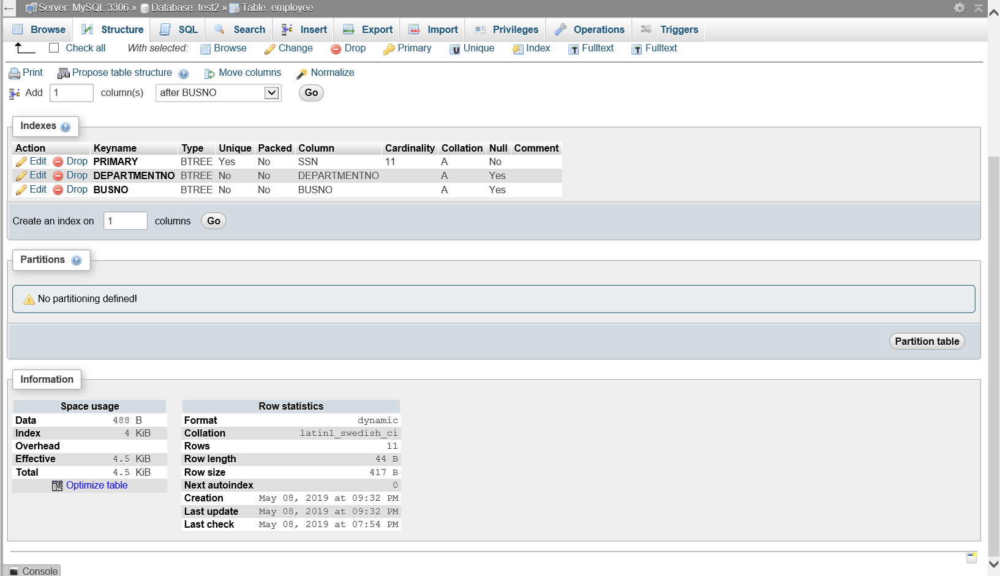 Server: MySQL:3306 » Database: test2 » Table: employee
Browse Structure SQL Search Insert Export Import Privileges Operations Triggers
Check all With selected: Browse Change Drop Primary Unique Index Fulltext Fulltext
Print Propose table structure Move columns Normalize
Add 1 column(s) after BUSNO Go
Indexes
Action Keyname Type Unique Packed Column Cardinality Collation Null Comment
Edit Drop PRIMARY BTREE Yes No SSN 11 A No
Edit Drop DEPARTMENTNO BTREE No No DEPARTMENTNO A Yes
Edit Drop BUSNO BTREE No No BUSNO A Yes
Create an index on 1 columns Go
Partitions
No partitioning defined!
Partition table
Information
Space usage
Data 488 B
Index 4 KiB
Overhead
Effective 4.5 KiB
Total 4.5 KiB
Optimize table
Row statistics
Format dynamic
Collation latin1_swedish_ci
Rows 11
Row length 44 B
Row size 417 B
Next autoindex 0
Creation May 08, 2019 at 09:32 PM
Last update May 08, 2019 at 09:32 PM
Last check May 08, 2019 at 07:54 PM
Console